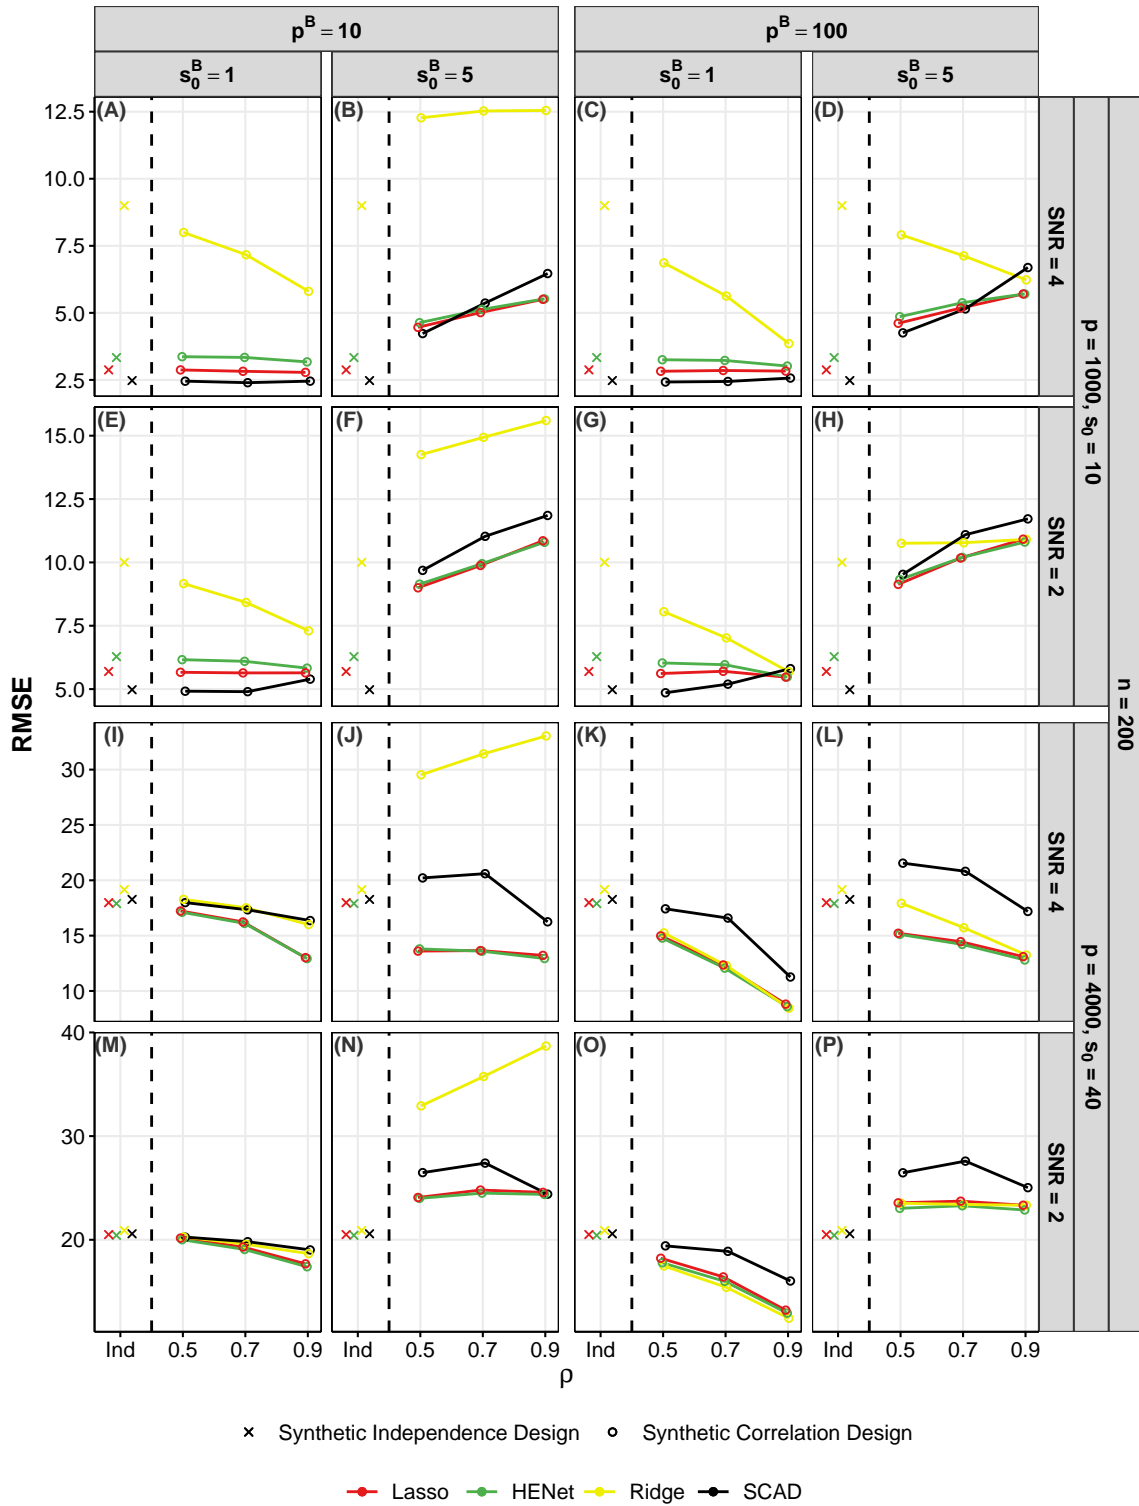 p^B = 10
p^B = 100
s_0^B = 1
s_0^B = 5
s_0^B = 1
s_0^B = 5
(A)
(B)
(C)
(D)
12.5
10.0
7.5
5.0
2.5
SNR = 4
(E)
(F)
(G)
(H)
15.0
12.5
10.0
7.5
5.0
SNR = 2
p = 1000, s_0 = 10
(I)
(J)
(K)
(L)
30
25
20
15
10
SNR = 4
(M)
(N)
(O)
(P)
40
30
20
SNR = 2
p = 4000, s_0 = 40
n = 200
RMSE
Ind 0.5 0.7 0.9
Ind 0.5 0.7 0.9
Ind 0.5 0.7 0.9
Ind 0.5 0.7 0.9
ρ
Synthetic Independence Design
Synthetic Correlation Design
Lasso
HENet
Ridge
SCAD